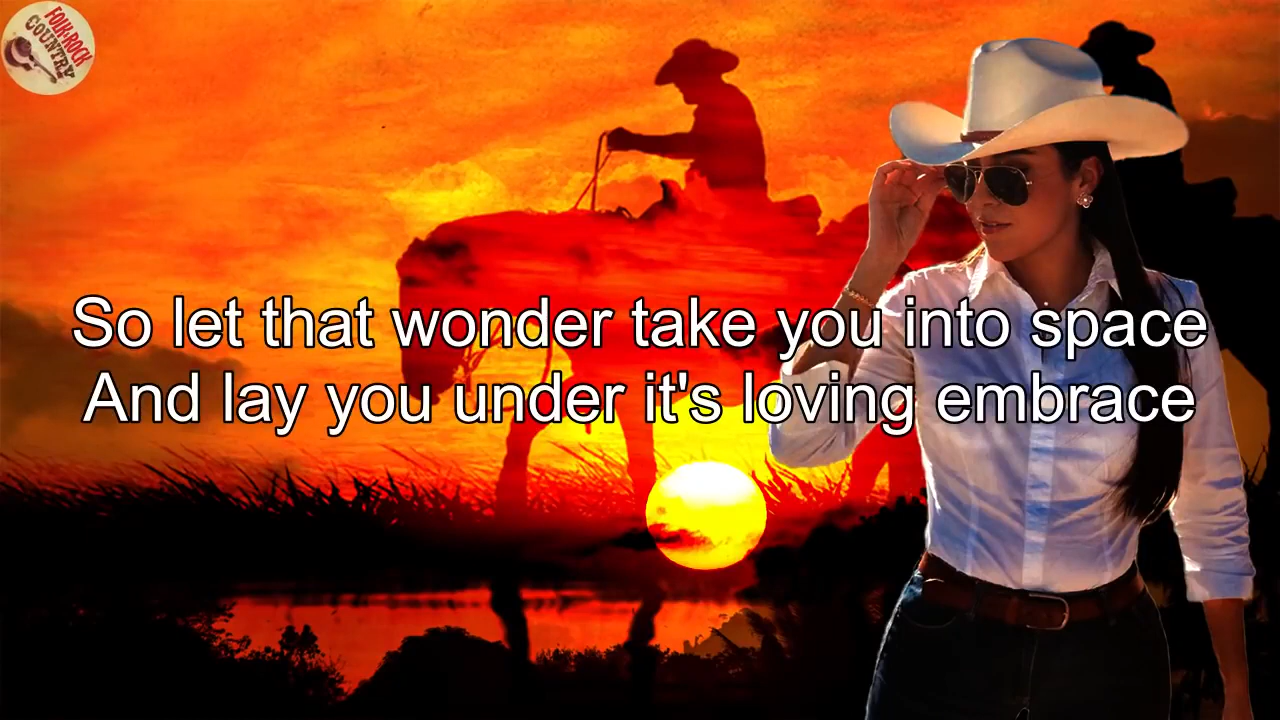 FOLK-ROCK
COUNTRY
So let that wonder take you into space
And lay you under it's loving embrace